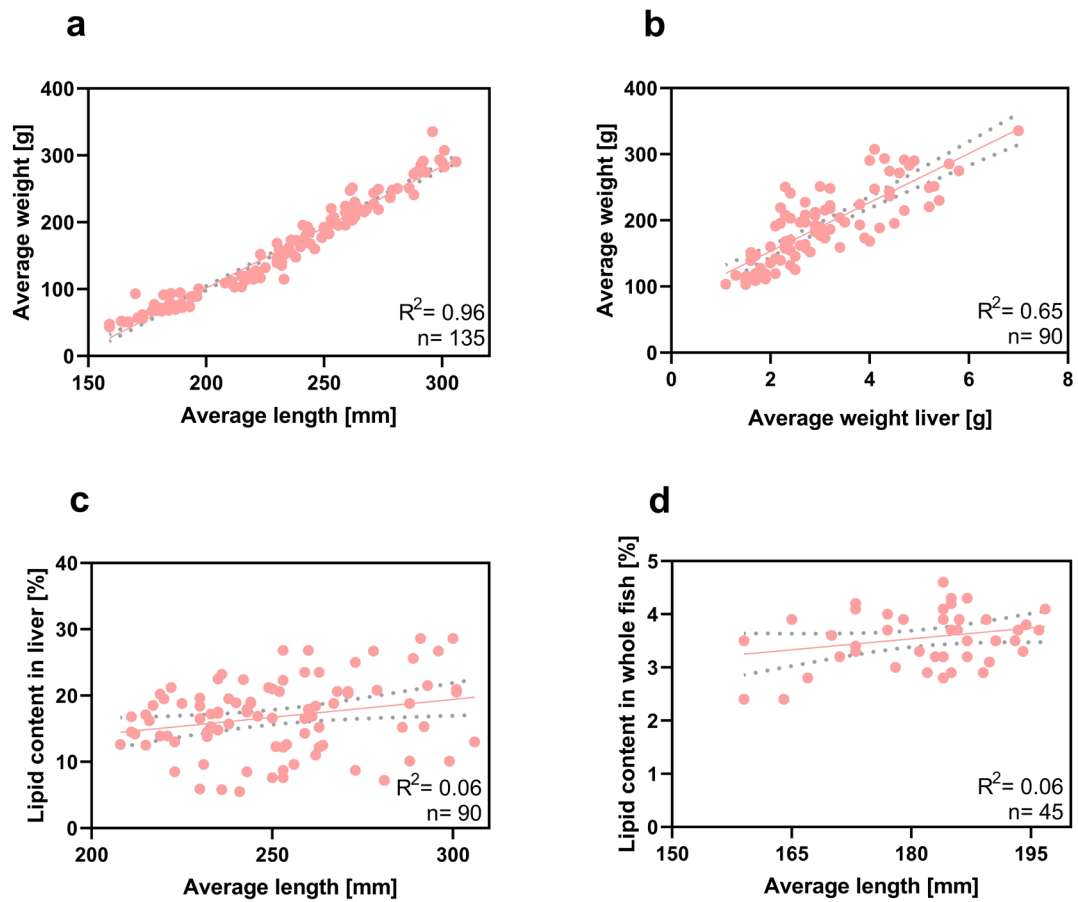 a
400
300
200
100
0
Average weight [g]
R2= 0.96
n= 135
150
200
250
300
Average length [mm]
b
400
300
200
100
0
Average weight [g]
R2= 0.65
n= 90
0
2
4
6
8
Average weight liver [g]
c
40
30
20
10
0
Lipid content in liver [%]
R2= 0.06
n= 90
200
250
300
Average length [mm]
d
5
4
3
2
1
0
Lipid content in whole fish [%]
R2= 0.06
n= 45
150
165
180
195
Average length [mm]